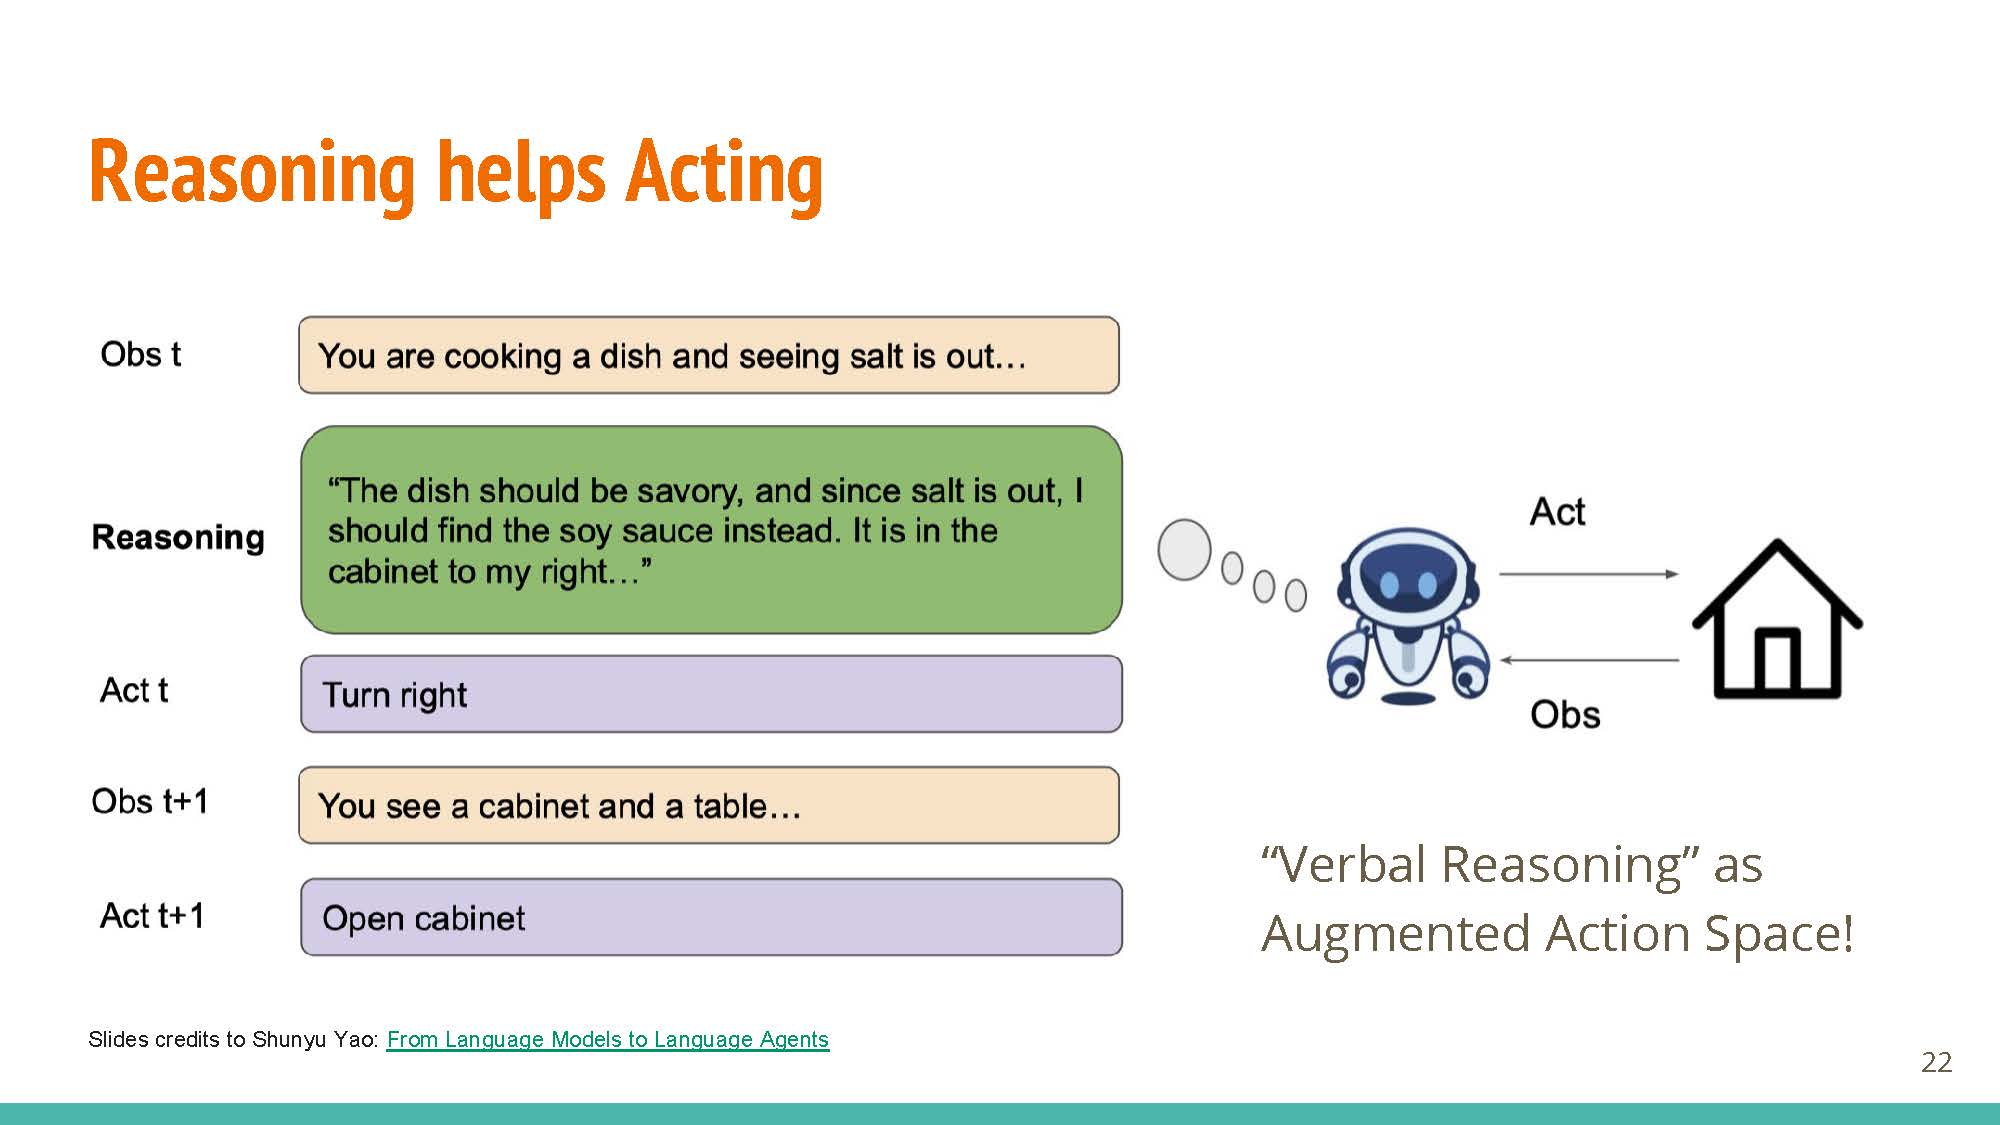 Reasoning helps Acting
Obs t
You are cooking a dish and seeing salt is out…
Reasoning
“The dish should be savory, and since salt is out, I
should find the soy sauce instead. It is in the
cabinet to my right…”
Act t
Turn right
Obs t+1
You see a cabinet and a table…
Act t+1
Open cabinet
Act
Obs
“Verbal Reasoning” as
Augmented Action Space!
Slides credits to Shunyu Yao: From Language Models to Language Agents
22